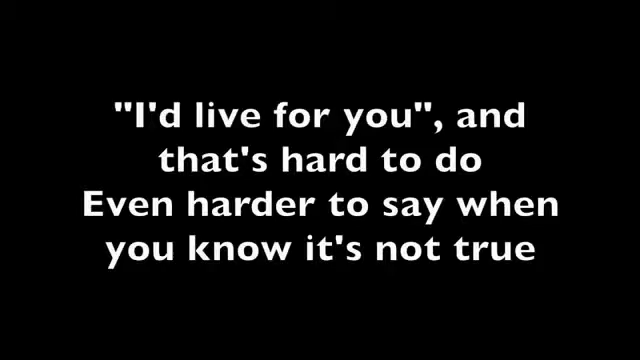 "I'd live for you", and
that's hard to do
Even harder to say when
you know it's not true